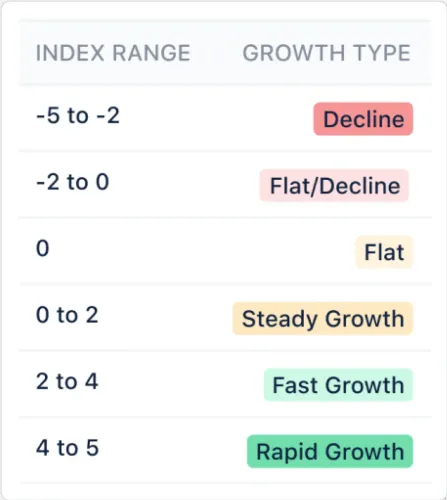 INDEX RANGE GROWTH TYPE
-5 to -2 Decline
-2 to 0 Flat/Decline
0 Flat
0 to 2 Steady Growth
2 to 4 Fast Growth
4 to 5 Rapid Growth